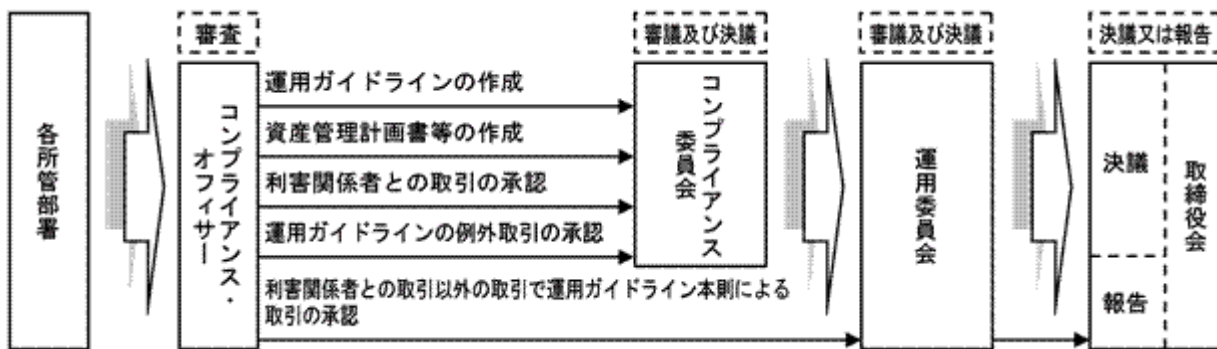 審査
審議及び決議
審議及び決議
決議又は報告
各所管部署
コンプライアンス・
オフィサー
運用ガイドラインの作成
資産管理計画書等の作成
利害関係者との取引の承認
運用ガイドラインの例外取引の承認
利害関係者との取引以外の取引で運用ガイドライン本則による
取引の承認
コンプライアンス
委員会
運用委員会
決議
報告
取締役会